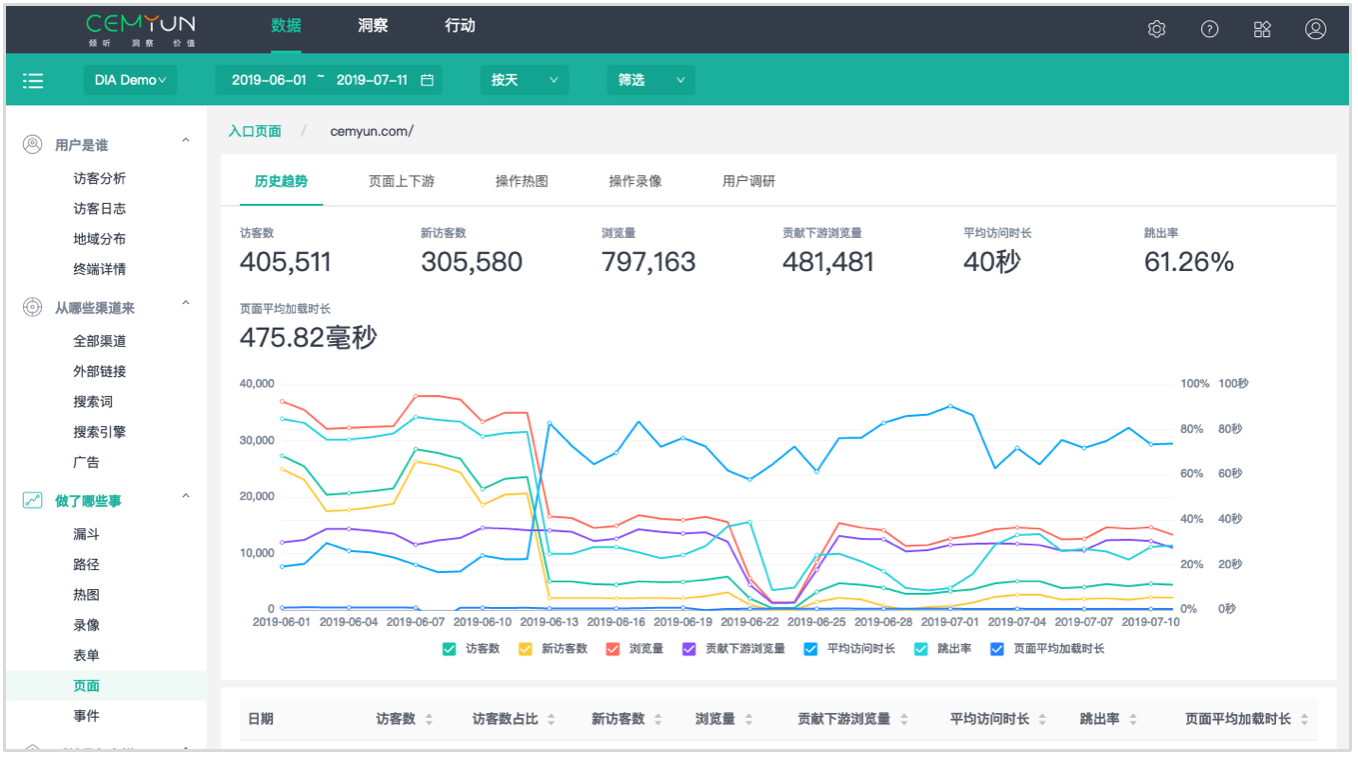 CEMYUN 数据 洞察 行动
倾听 洞察 价值
DIA Demo 2019-06-01 ~ 2019-07-11 按天 筛选
用户是谁
访客分析
访客日志
地域分布
终端详情
从哪些渠道来
全部渠道
外部链接
搜索词
搜索引擎
广告
做了哪些事
漏斗
路径
热图
录像
表单
页面
事件
入口页面 / cemyun.com/
历史趋势 页面上下游 操作热图 操作录像 用户调研
访客数 新访客数 浏览量 贡献下游浏览量 平均访问时长 跳出率
405,511 305,580 797,163 481,481 40秒 61.26%
页面平均加载时长
475.82毫秒
40,000 100% 100秒
80% 80秒
30,000
60% 60秒
20,000
40% 40秒
10,000
20% 20秒
0 0% 0秒
2019-06-01 2019-06-04 2019-06-07 2019-06-10 2019-06-13 2019-06-16 2019-06-19 2019-06-22 2019-06-25 2019-06-28 2019-07-01 2019-07-04 2019-07-07 2019-07-10
访客数 新访客数 浏览量 贡献下游浏览量 平均访问时长 跳出率 页面平均加载时长
日期 访客数 访客数占比 新访客数 浏览量 贡献下游浏览量 平均访问时长 跳出率 页面平均加载时长